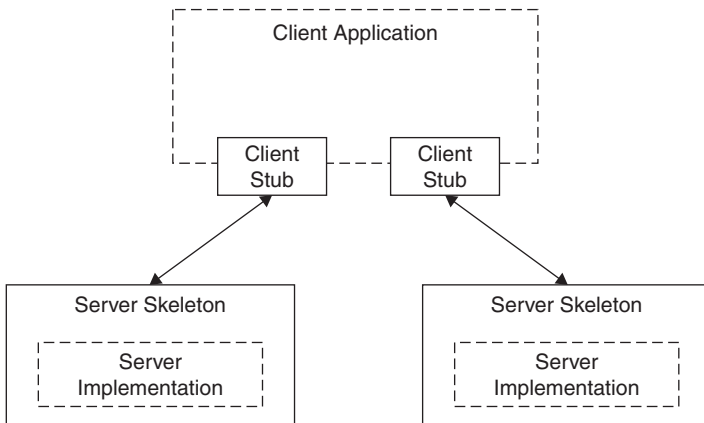 Client Application
Client
Stub
Client
Stub
Server Skeleton
Server
Implementation
Server Skeleton
Server
Implementation